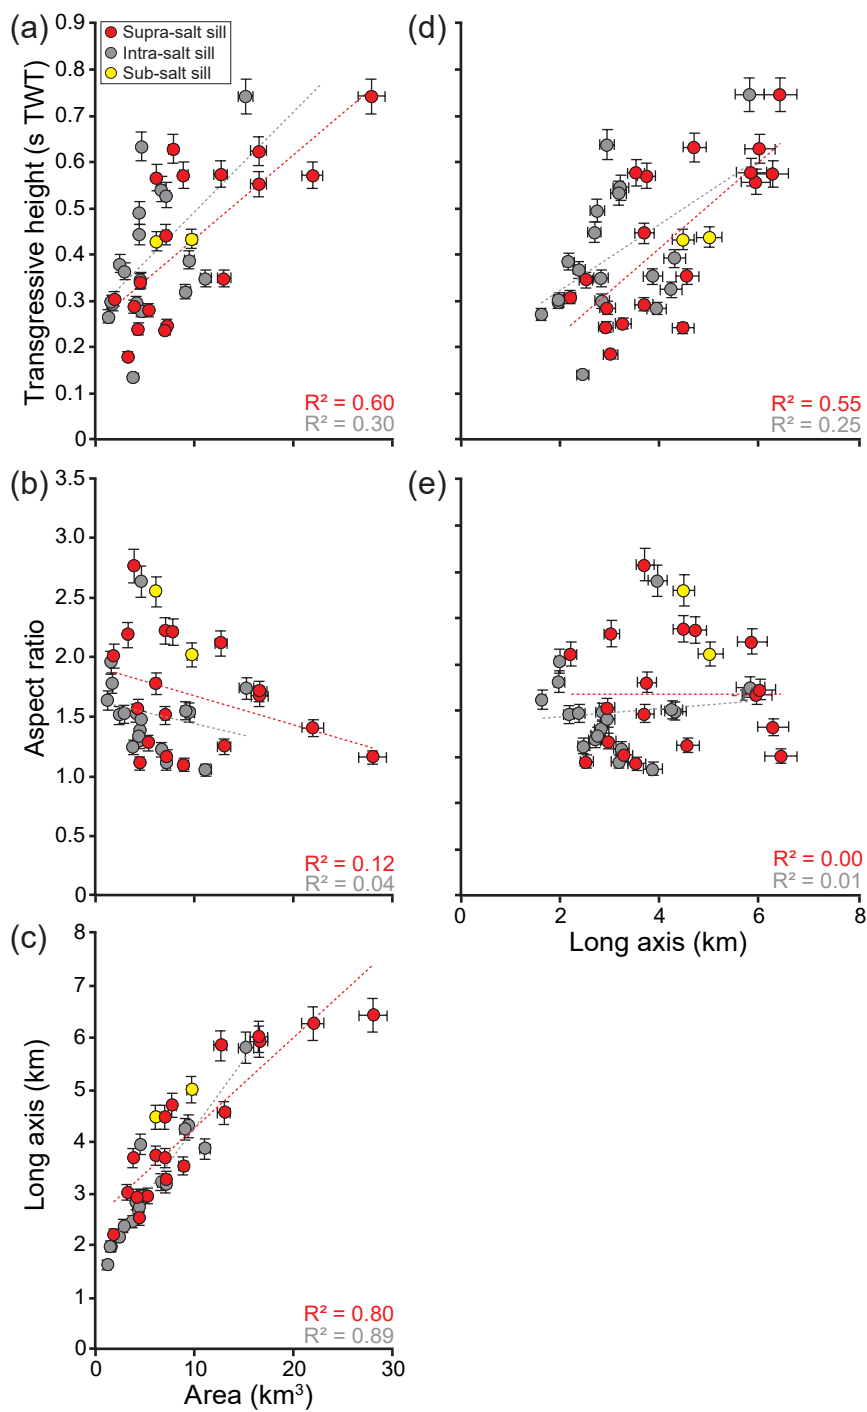 (a)
Supra-salt sill
Intra-salt sill
Sub-salt sill
Transgressive height (s TWT)
0.9
0.8
0.7
0.6
0.5
0.4
0.3
0.2
0.1
0
R² = 0.60
R² = 0.30
(d)
R² = 0.55
R² = 0.25
(b)
Aspect ratio
3.5
3.0
2.5
2.0
1.5
1.0
0.5
0
R² = 0.12
R² = 0.04
(e)
R² = 0.00
R² = 0.01
0 2 4 6 8
Long axis (km)
(c)
Long axis (km)
8
7
6
5
4
3
2
1
0
R² = 0.80
R² = 0.89
0 10 20 30
Area (km³)